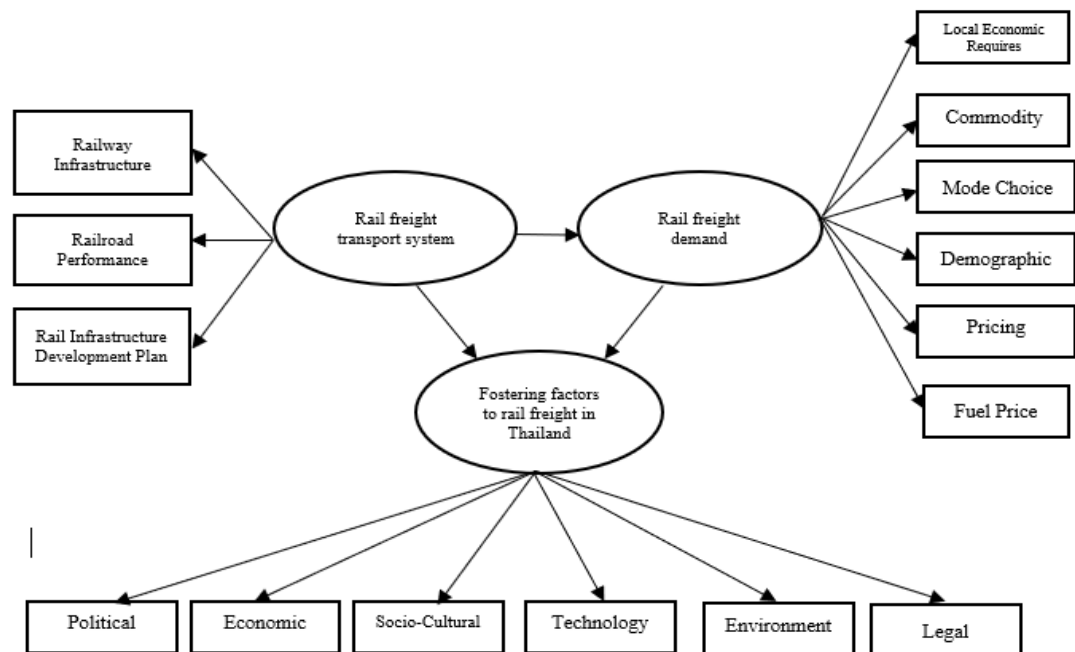 Local Economic
Requires
Commodity
Mode Choice
Demographic
Pricing
Fuel Price
Railway
Infrastructure
Railroad
Performance
Rail Infrastructure
Development Plan
Rail freight
transport system
Rail freight
demand
Fostering factors
to rail freight in
Thailand
Political
Economic
Socio-Cultural
Technology
Environment
Legal